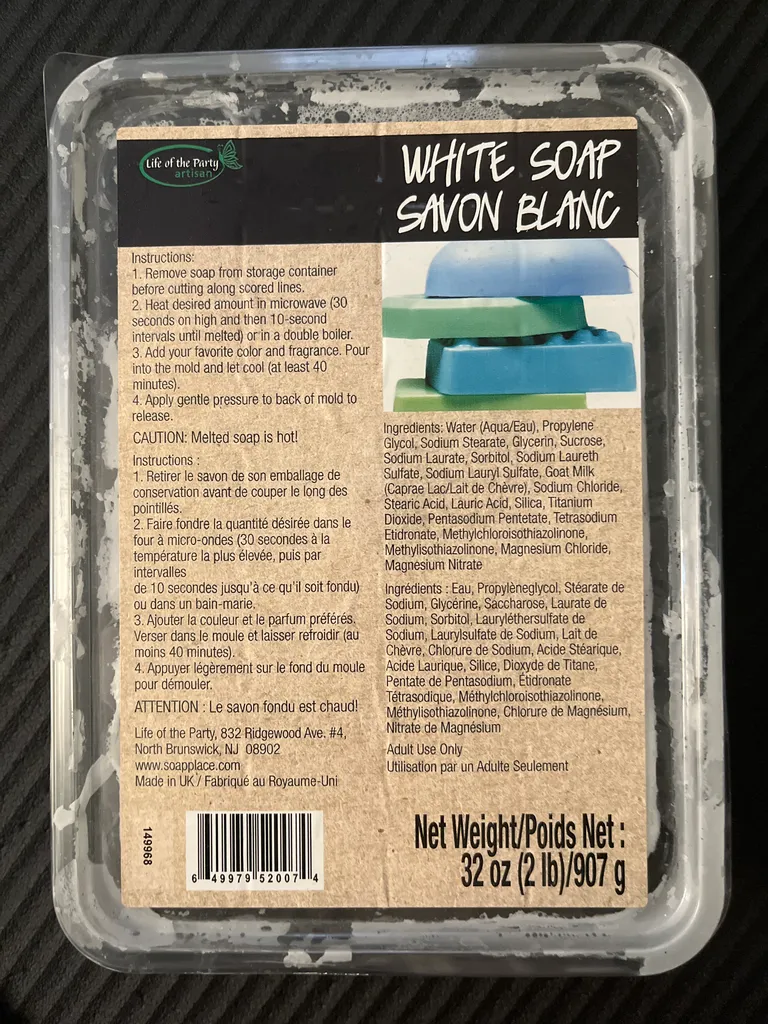 Life of the Party
artisan
WHITE SOAP
SAVON BLANC
Instructions:
1. Remove soap from storage container
before cutting along scored lines.
2. Heat desired amount in microwave (30
seconds on high and then 10-second
intervals until melted) or in a double boiler.
3. Add your favorite color and fragrance. Pour
into the mold and let cool (at least 40
minutes).
4. Apply gentle pressure to back of mold to
release.
CAUTION: Melted soap is hot!
Instructions :
1. Retirer le savon de son emballage de
conservation avant de couper le long des
pointillés.
2. Faire fondre la quantité désirée dans le
four à micro-ondes (30 secondes à la
température la plus élevée, puis par
intervalles
de 10 secondes jusqu'à ce qu'il soit fondu)
ou dans un bain-marie.
3. Ajouter la couleur et le parfum préférés.
Verser dans le moule et laisser refroidir (au
moins 40 minutes).
4. Appuyer légèrement sur le fond du moule
pour démouler.
ATTENTION : Le savon fondu est chaud!
Life of the Party, 832 Ridgewood Ave. #4,
North Brunswick, NJ 08902
www.soapplace.com
Made in UK / Fabriqué au Royaume-Uni
149968
6 49979 52007 4
Ingredients: Water (Aqua/Eau), Propylene
Glycol, Sodium Stearate, Glycerin, Sucrose,
Sodium Laurate, Sorbitol, Sodium Laureth
Sulfate, Sodium Lauryl Sulfate, Goat Milk
(Caprae Lac/Lait de Chèvre), Sodium Chloride,
Stearic Acid, Lauric Acid, Silica, Titanium
Dioxide, Pentasodium Pentetate, Tetrasodium
Etidronate, Methylchloroisothiazolinone,
Methylisothiazolinone, Magnesium Chloride,
Magnesium Nitrate
Ingrédients : Eau, Propylèneglycol, Stéarate de
Sodium, Glycérine, Saccharose, Laurate de
Sodium, Sorbitol, Lauryléthersulfate de
Sodium, Laurylsulfate de Sodium, Lait de
Chèvre, Chlorure de Sodium, Acide Stéarique,
Acide Laurique, Silice, Dioxyde de Titane,
Pentate de Pentasodium, Étidronate
Tétrasodique, Méthylchloroisothiazolinone,
Méthylisothiazolinone, Chlorure de Magnésium,
Nitrate de Magnésium
Adult Use Only
Utilisation par un Adulte Seulement
Net Weight/Poids Net :
32 oz (2 lb)/907 g